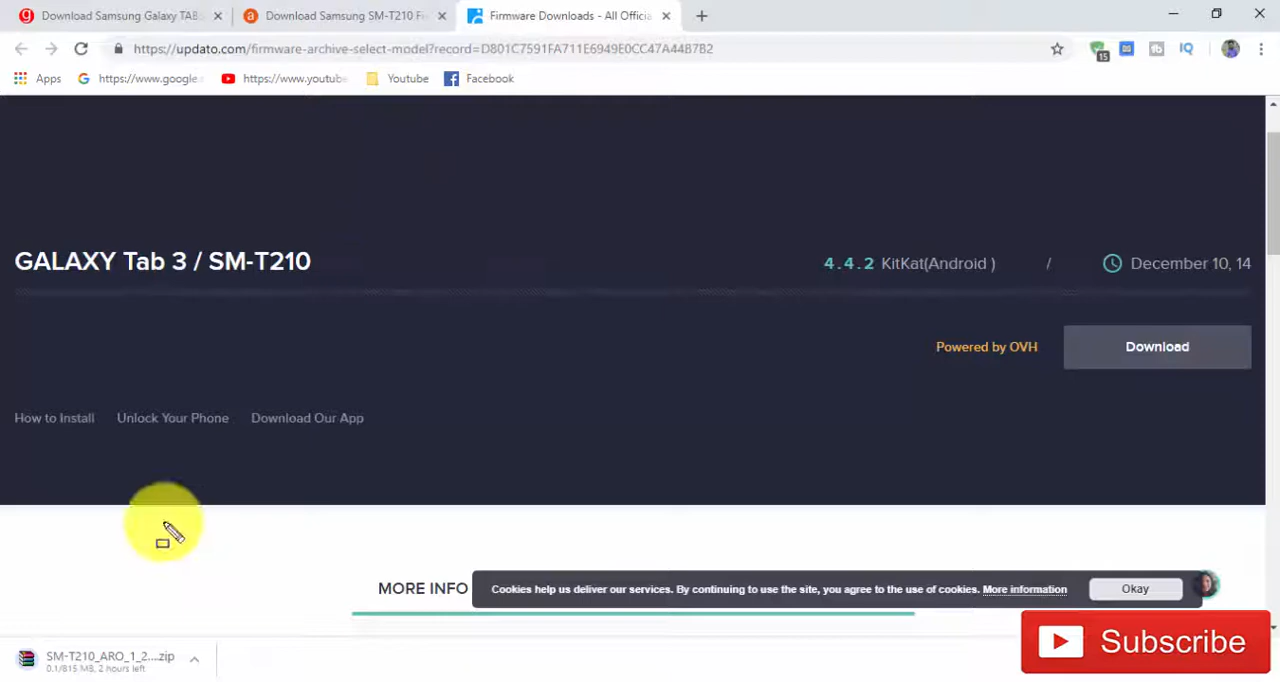 Download Samsung Galaxy TAB
Download Samsung SM-T210 Fi
Firmware Downloads - All Officia
https://updato.com/firmware-archive-select-model?record=D801C7591FA711E6949E0CC47A44B7B2
15
Apps
https://www.google
https://www.youtube
Youtube
Facebook
GALAXY Tab 3 / SM-T210
4.4.2 KitKat(Android ) / December 10, 14
Powered by OVH
Download
How to Install
Unlock Your Phone
Download Our App
MORE INFO
Cookies help us deliver our services. By continuing to use the site, you agree to the use of cookies. More information
Okay
Subscribe
SM-T210_ARO_1_2....zip
0.1/815 MB, 2 hours left